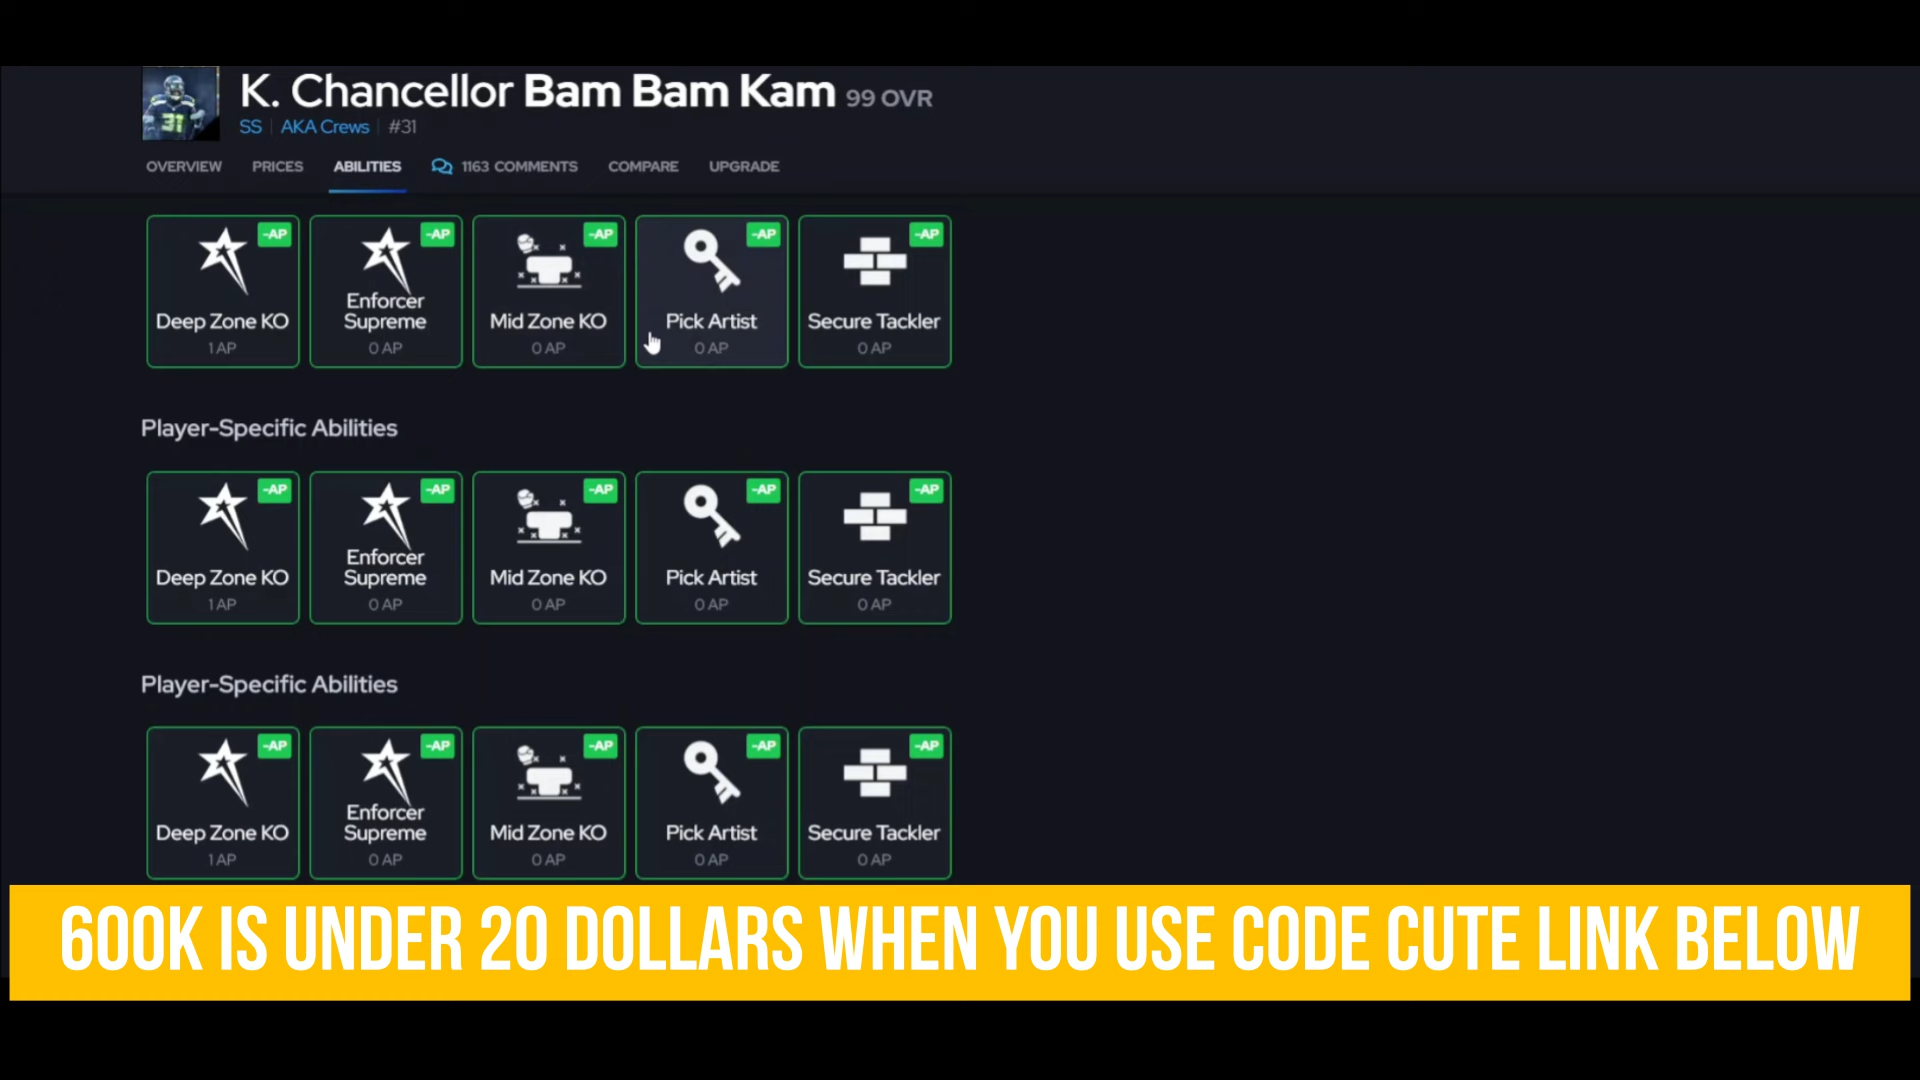 K. Chancellor Bam Bam Kam 99 OVR
SS AKA Crews #31
OVERVIEW PRICES ABILITIES 1163 COMMENTS COMPARE UPGRADE
-AP -AP -AP -AP -AP
Deep Zone KO Enforcer Supreme Mid Zone KO Pick Artist Secure Tackler
1 AP 0 AP 0 AP 0 AP 0 AP
Player-Specific Abilities
-AP -AP -AP -AP -AP
Deep Zone KO Enforcer Supreme Mid Zone KO Pick Artist Secure Tackler
1 AP 0 AP 0 AP 0 AP 0 AP
Player-Specific Abilities
-AP -AP -AP -AP -AP
Deep Zone KO Enforcer Supreme Mid Zone KO Pick Artist Secure Tackler
1 AP 0 AP 0 AP 0 AP 0 AP
600K IS UNDER 20 DOLLARS WHEN YOU USE CODE CUTE LINK BELOW